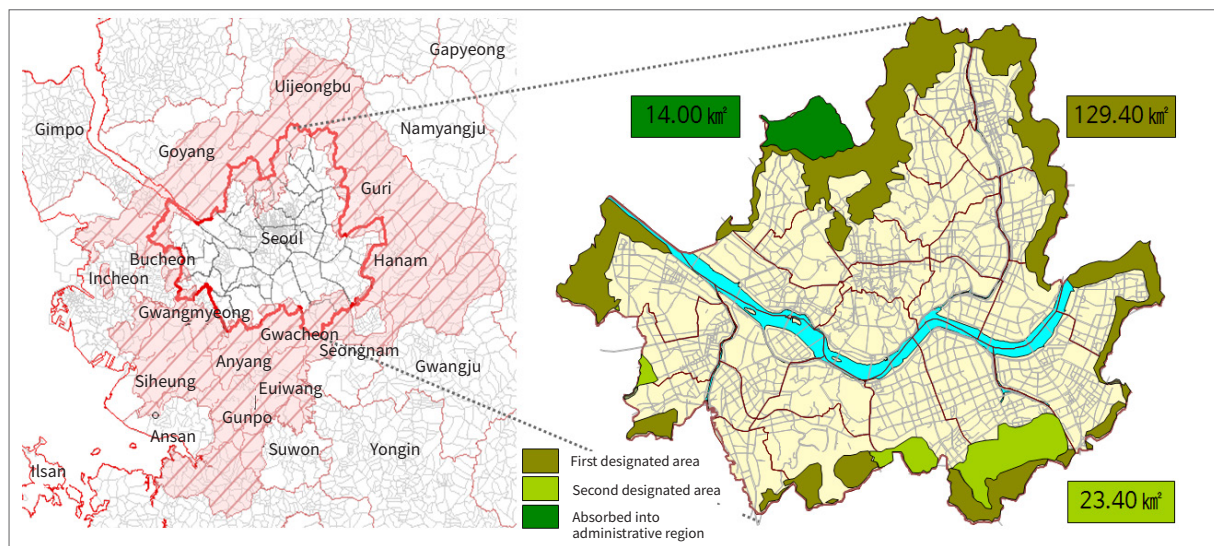 Gapyeong
Uijeongbu
Gimpo
Namyangju
Goyang
Guri
Seoul
Bucheon
Hanam
Incheon
Gwangmyeong
Gwacheon
Seongnam
Anyang
Gwangju
Siheung
Euiwang
Gunpo
Ansan
Suwon
Yongin
Ilsan
14.00 ㎢
129.40 ㎢
First designated area
Second designated area
Absorbed into
administrative region
23.40 ㎢